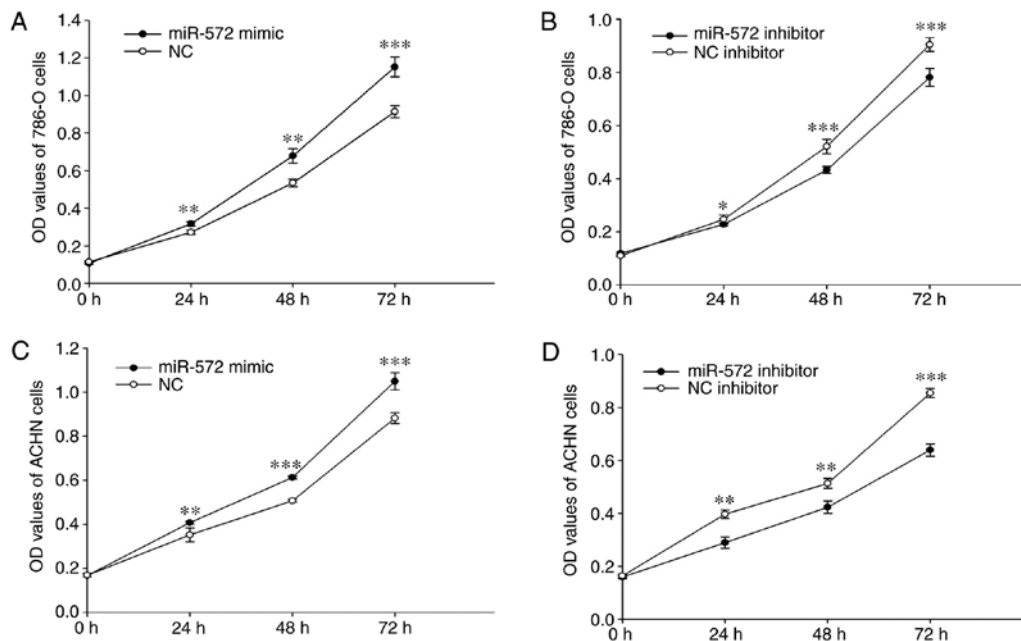 A
OD values of 786-O cells
miR-572 mimic
NC
1.4
1.2
1.0
0.8
0.6
0.4
0.2
0.0
**
**
***
0 h
24 h
48 h
72 h
B
OD values of 786-O cells
miR-572 inhibitor
NC inhibitor
1.0
0.8
0.6
0.4
0.2
0.0
*
***
***
0 h
24 h
48 h
72 h
C
OD values of ACHN cells
miR-572 mimic
NC
1.2
1.0
0.8
0.6
0.4
0.2
0.0
**
***
***
0 h
24 h
48 h
72 h
D
OD values of ACHN cells
miR-572 inhibitor
NC inhibitor
1.0
0.8
0.6
0.4
0.2
0.0
**
**
***
0 h
24 h
48 h
72 h